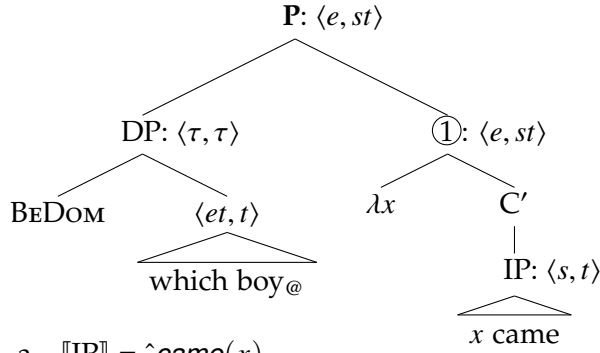 P: ⟨e, st⟩
DP: ⟨τ, τ⟩ ①: ⟨e, st⟩
BEDOM ⟨et, t⟩ λx C′
which boy@ IP: ⟨s, t⟩
x came
a. ⟦IP⟧ = ˆcame(x)